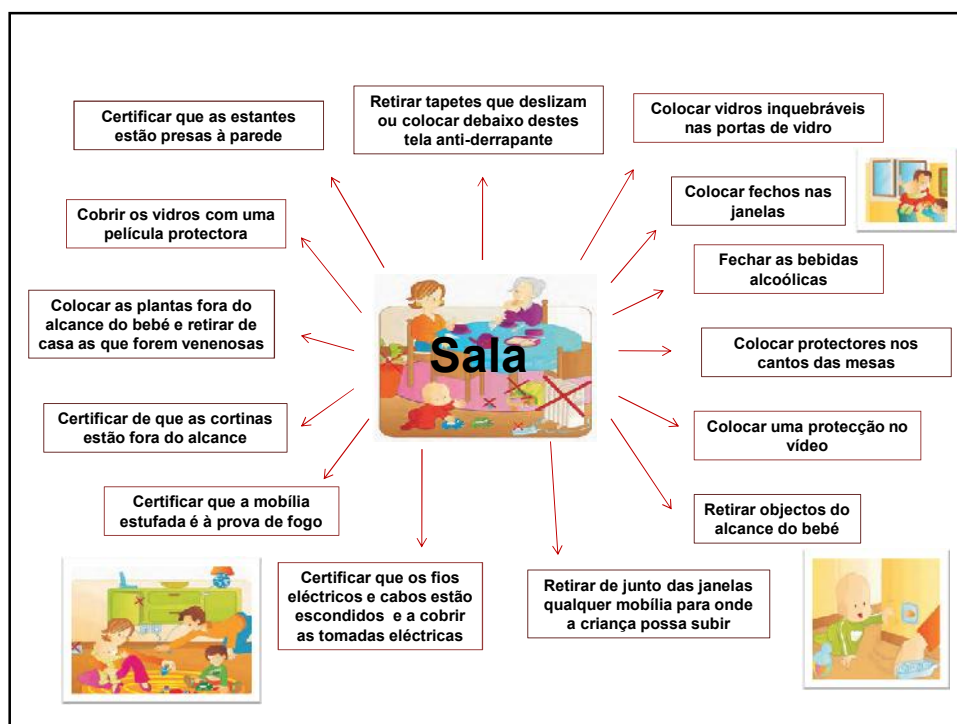 Certificar que as estantes
estão presas à parede
Retirar tapetes que deslizam
ou colocar debaixo destes
tela anti-derrapante
Colocar vidros inquebráveis
nas portas de vidro
Colocar fechos nas
janelas
Cobrir os vidros com uma
película protectora
Fechar as bebidas
alcoólicas
Colocar as plantas fora do
alcance do bebé e retirar de
casa as que forem venenosas
Sala
Colocar protectores nos
cantos das mesas
Certificar de que as cortinas
estão fora do alcance
Colocar uma protecção no
vídeo
Certificar que a mobília
estufada é à prova de fogo
Retirar objectos do
alcance do bebé
Certificar que os fios
eléctricos e cabos estão
escondidos e a cobrir
as tomadas eléctricas
Retirar de junto das janelas
qualquer mobília para onde
a criança possa subir